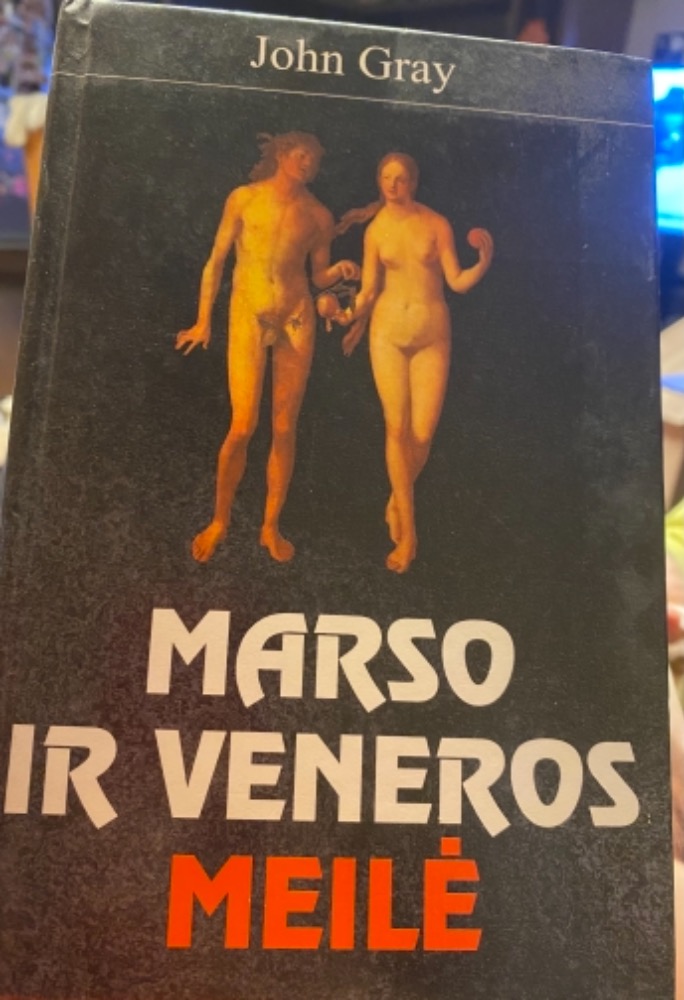 John Gray
MARSO
IR VENEROS
MEILĖ